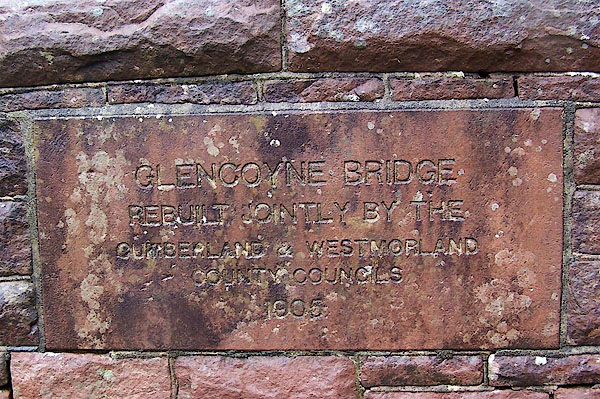 GLENCOYNE BRIDGE
REBUILT JOINTLY BY THE
CUMBERLAND & WESTMORLAND
COUNTY COUNCILS
1905